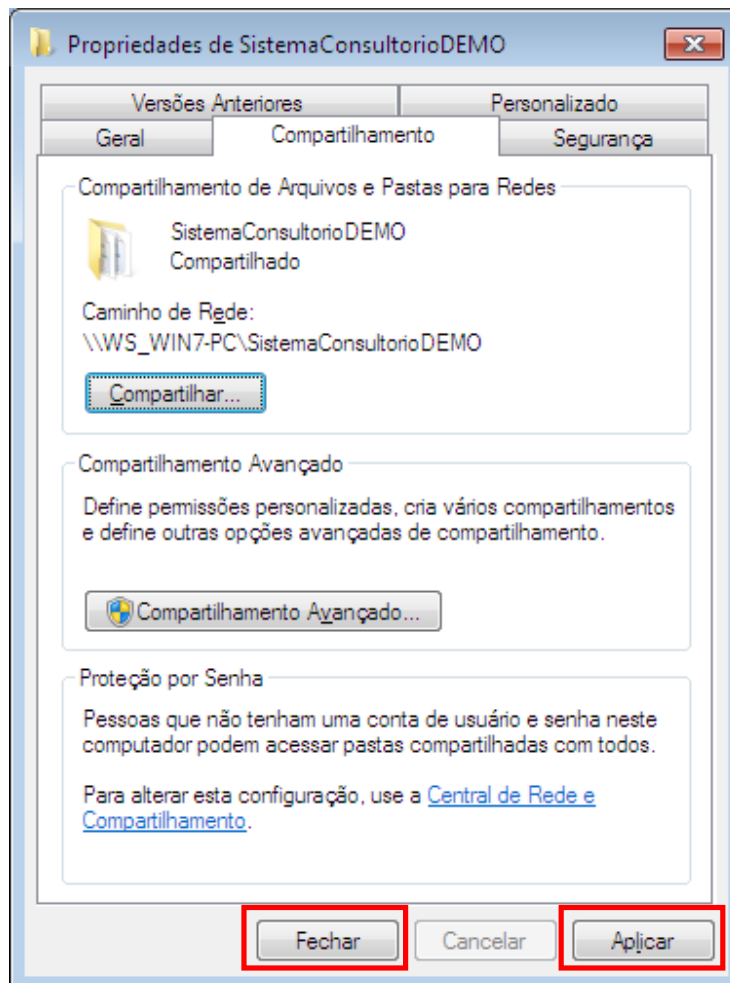 Propriedades de SistemaConsultorioDEMO
Versões Anteriores
Personalizado
Geral
Compartilhamento
Segurança
Compartilhamento de Arquivos e Pastas para Redes
SistemaConsultorioDEMO
Compartilhado
Caminho de Rede:
\\WS_WIN7-PC\SistemaConsultorioDEMO
Compartilhar...
Compartilhamento Avançado
Define permissões personalizadas, cria vários compartilhamentos
e define outras opções avançadas de compartilhamento.
Compartilhamento Avançado...
Proteção por Senha
Pessoas que não tenham uma conta de usuário e senha neste
computador podem acessar pastas compartilhadas com todos.
Para alterar esta configuração, use a Central de Rede e
Compartilhamento.
Fechar
Cancelar
Aplicar